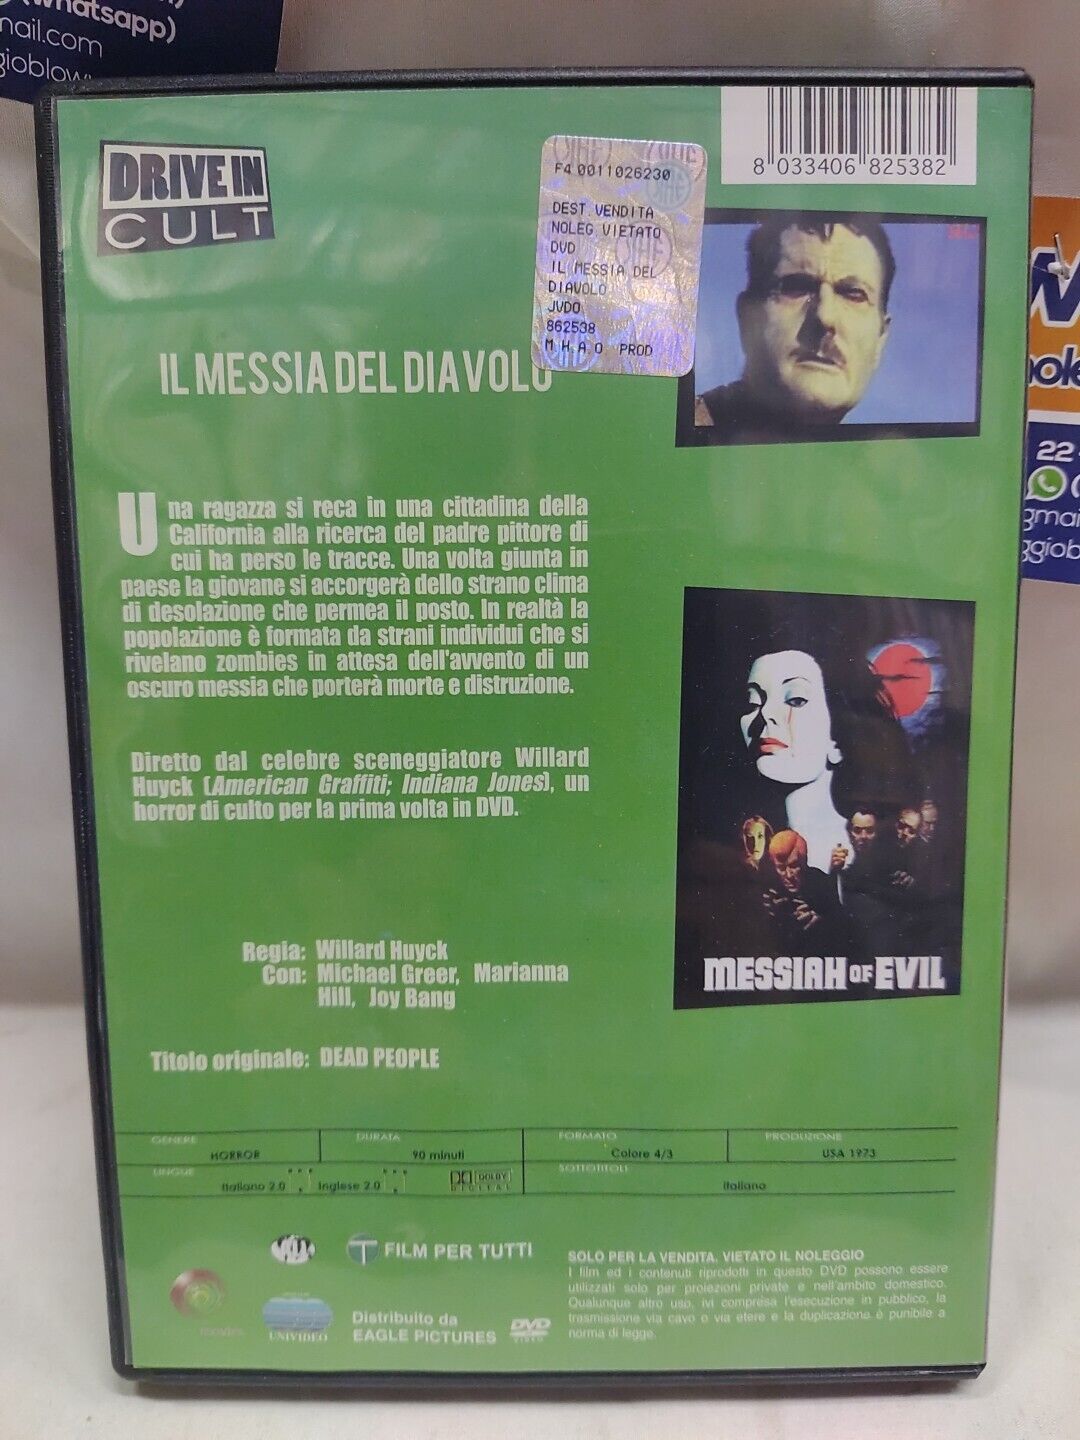 (whatsapp)
mail.com
DRIVE IN
CULT
F4 0011026230
DEST. VENDITA
NOLEG. VIETATO
DVD
IL MESSIA DEL
DIAVOLO
JVDO
862538
M.H.A.O PROD
8 033406 825382
IL MESSIA DEL DIAVOLO
22
Una ragazza si reca in una cittadina della
California alla ricerca del padre pittore di
cui ha perso le tracce. Una volta giunta in
paese la giovane si accorgerà dello strano clima
di desolazione che permea il posto. In realtà la
popolazione è formata da strani individui che si
rivelano zombies in attesa dell'avvento di un
oscuro messia che porterà morte e distruzione.
Diretto dal celebre sceneggiatore Willard
Huyck (American Graffiti; Indiana Jones), un
horror di culto per la prima volta in DVD.
MESSIAH OF EVIL
Regia: Willard Huyck
Con: Michael Greer, Marianna
Hill, Joy Bang
Titolo originale: DEAD PEOPLE
GENERE DURATA FORMATO PRODUZIONE
HORROR 90 minuti Colore 4/3 USA 1973
LINGUE SOTTOTITOLI
Italiano 2.0 Inglese 2.0 DOLBY DIGITAL Italiano
FILM PER TUTTI
UNIVIDEO
Distribuito da
EAGLE PICTURES
DVD
VIDEO
SOLO PER LA VENDITA. VIETATO IL NOLEGGIO
I film ed i contenuti riprodotti in questo DVD possono essere
utilizzati solo per proiezioni private e nell'ambito domestico.
Qualunque altro uso, ivi compresa l'esecuzione in pubblico, la
trasmissione via cavo o via etere e la duplicazione è punibile a
norma di legge.